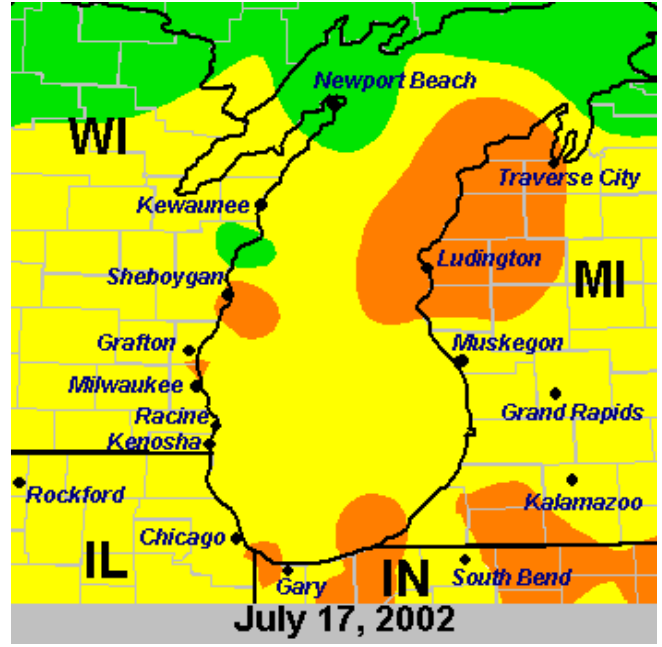 Newport Beach
WI
Traverse City
Kewaunee
Ludington
Sheboygan
MI
Grafton
Muskegon
Milwaukee
Racine
Grand Rapids
Kenosha
Rockford
Kalamazoo
Chicago
IL
Gary
IN
South Bend
July 17, 2002